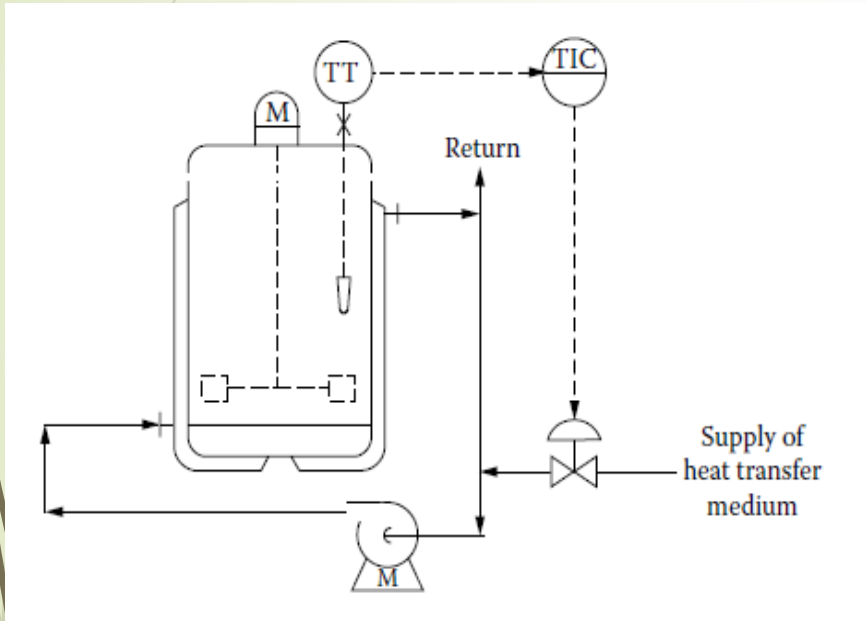 TT
TIC
M
Return
Supply of
heat transfer
medium
M